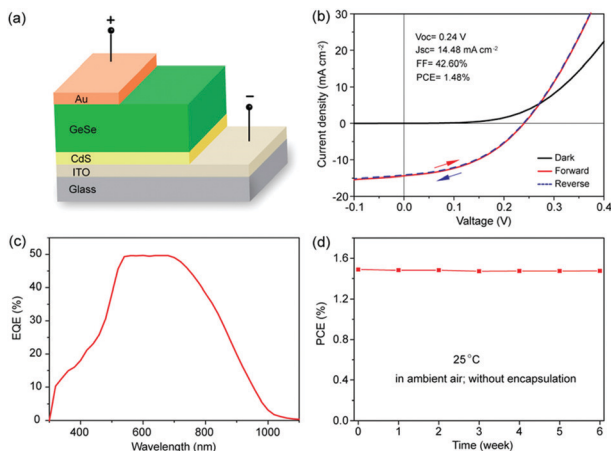 (a)
+
Au
GeSe
CdS
ITO
Glass
−
(b)
Voc= 0.24 V
Jsc= 14.48 mA cm⁻²
FF= 42.60%
PCE= 1.48%
Current density (mA cm⁻²)
40
30
20
10
0
-10
-20
Dark
Forward
Reverse
-0.1 0.0 0.1 0.2 0.3 0.4
Valtage (V)
(c)
EQE (%)
50
40
30
20
10
0
400 600 800 1000
Wavelength (nm)
(d)
PCE (%)
1.8
1.2
0.6
0.0
25°C
in ambient air; without encapsulation
0 1 2 3 4 5 6
Time (week)